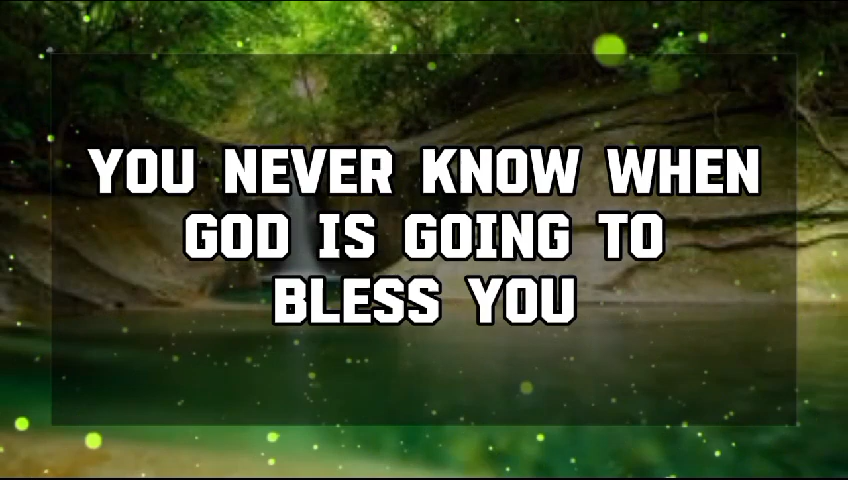 YOU NEVER KNOW WHEN
GOD IS GOING TO
BLESS YOU